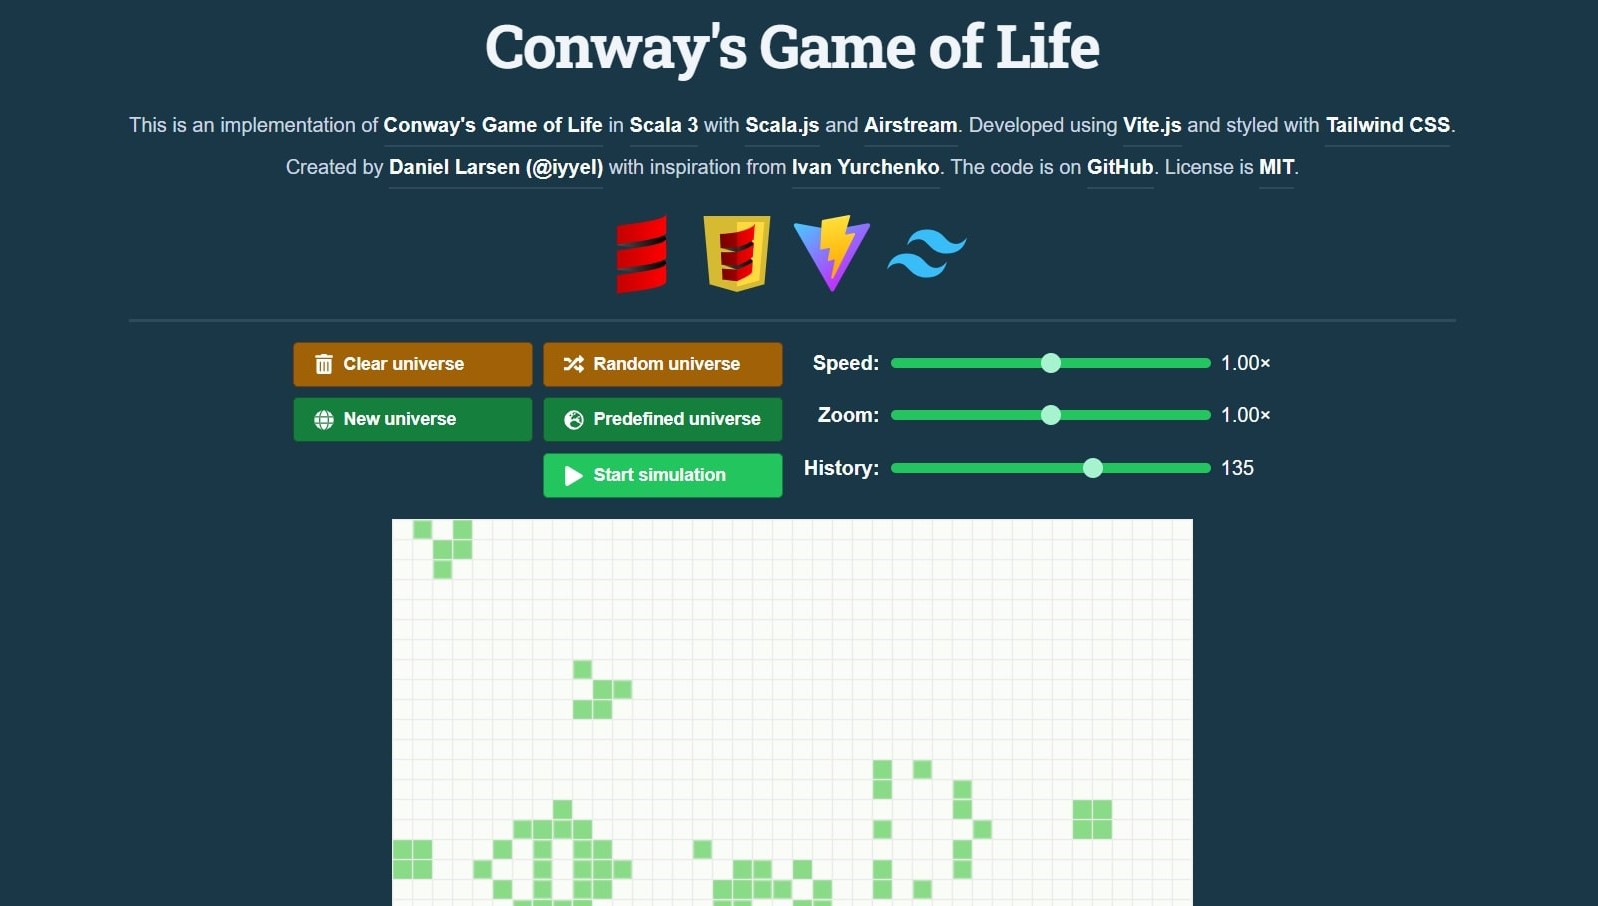 Conway's Game of Life
This is an implementation of Conway's Game of Life in Scala 3 with Scala.js and Airstream. Developed using Vite.js and styled with Tailwind CSS.
Created by Daniel Larsen (@iyyel) with inspiration from Ivan Yurchenko. The code is on GitHub. License is MIT.
Clear universe
Random universe
Speed: 1.00×
New universe
Predefined universe
Zoom: 1.00×
Start simulation
History: 135